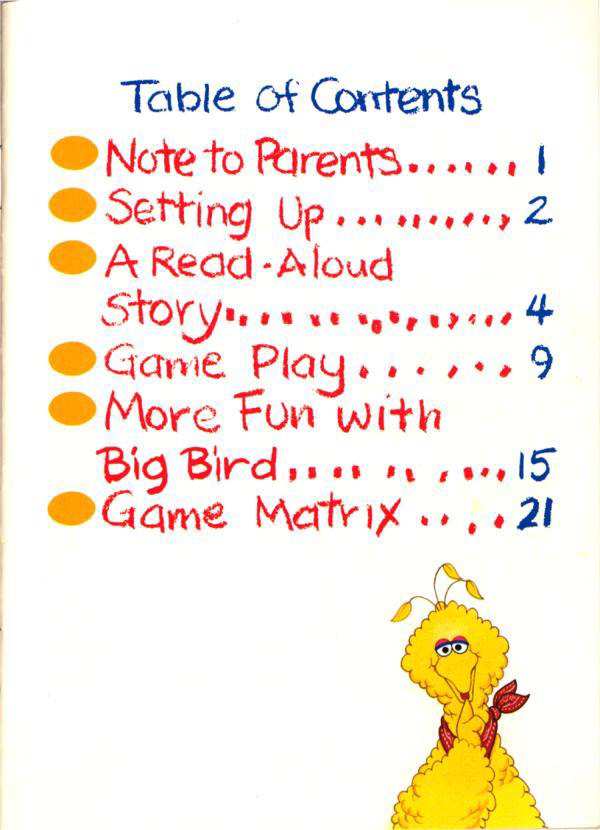 Table of Contents
Note to Parents...... 1
Setting Up.......... 2
A Read-Aloud
Story................ 4
Game Play....... 9
More Fun with
Big Bird........... 15
Game Matrix .... 21